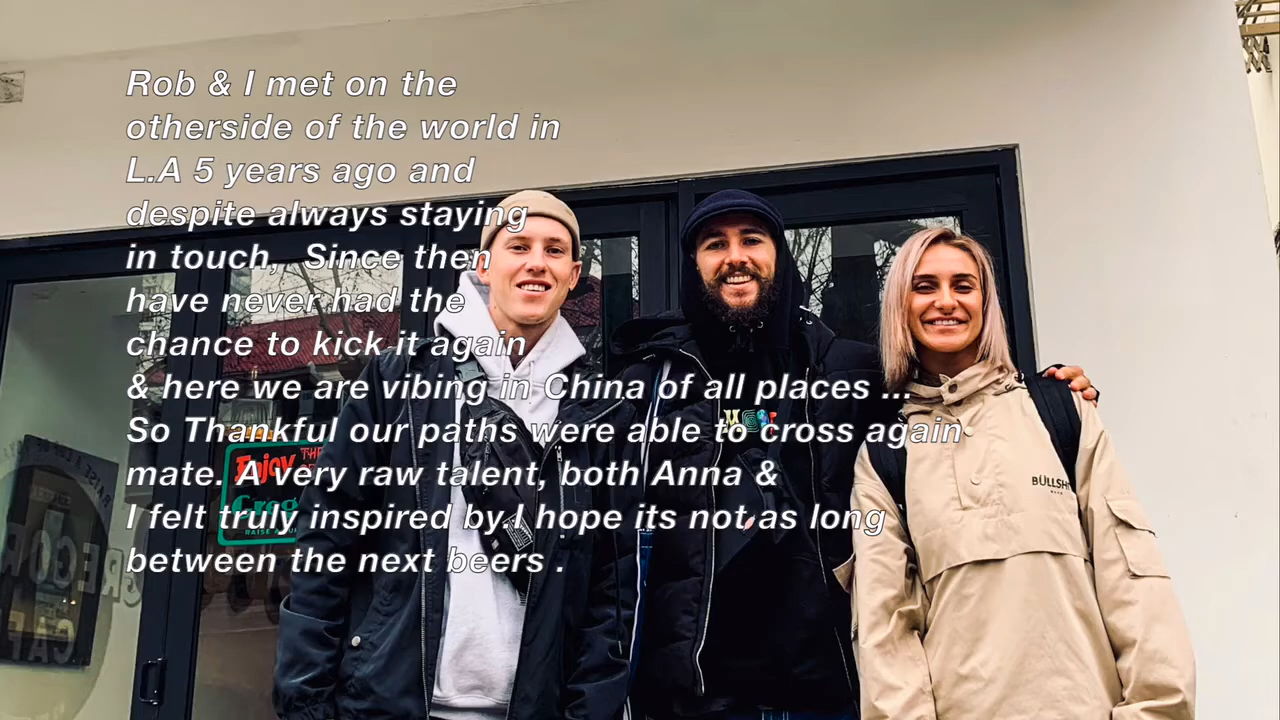 Rob & I met on the
otherside of the world in
L.A 5 years ago and
despite always staying
in touch,  Since then
have never had the
chance to kick it again
& here we are vibing in China of all places ...
So Thankful our paths were able to cross again
mate. A very raw talent, both Anna &
I felt truly inspired by.I hope its not as long
between the next beers .
Enjoy